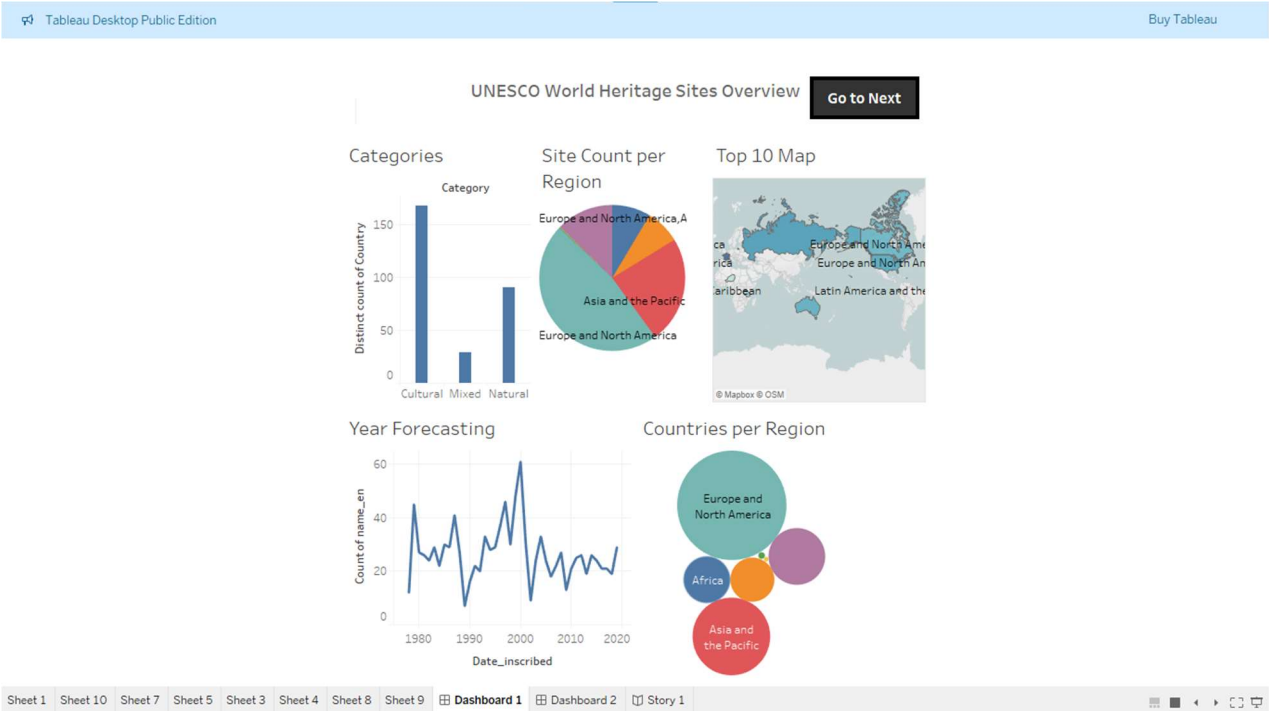 Tableau Desktop Public Edition
Buy Tableau
UNESCO World Heritage Sites Overview
Go to Next
Categories
Category
Distinct count of Country
150
100
50
0
Cultural Mixed Natural
Site Count per
Region
Europe and North America,A
Asia and the Pacific
Europe and North America
Top 10 Map
ca
Europe and North Ame
rica
Europe and North An
aribbean
Latin America and the
© Mapbox © OSM
Year Forecasting
Count of name_en
60
40
20
0
1980 1990 2000 2010 2020
Date_inscribed
Countries per Region
Europe and
North America
Africa
Asia and
the Pacific
Sheet 1 Sheet 10 Sheet 7 Sheet 5 Sheet 3 Sheet 4 Sheet 8 Sheet 9 Dashboard 1 Dashboard 2 Story 1